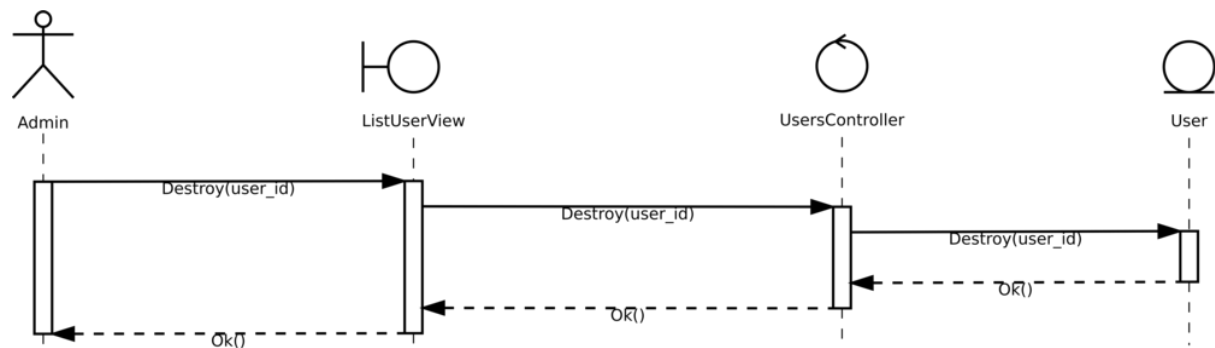 Admin
ListUserView
UsersController
User
Destroy(user_id)
Destroy(user_id)
Destroy(user_id)
Ok()
Ok()
Ok()